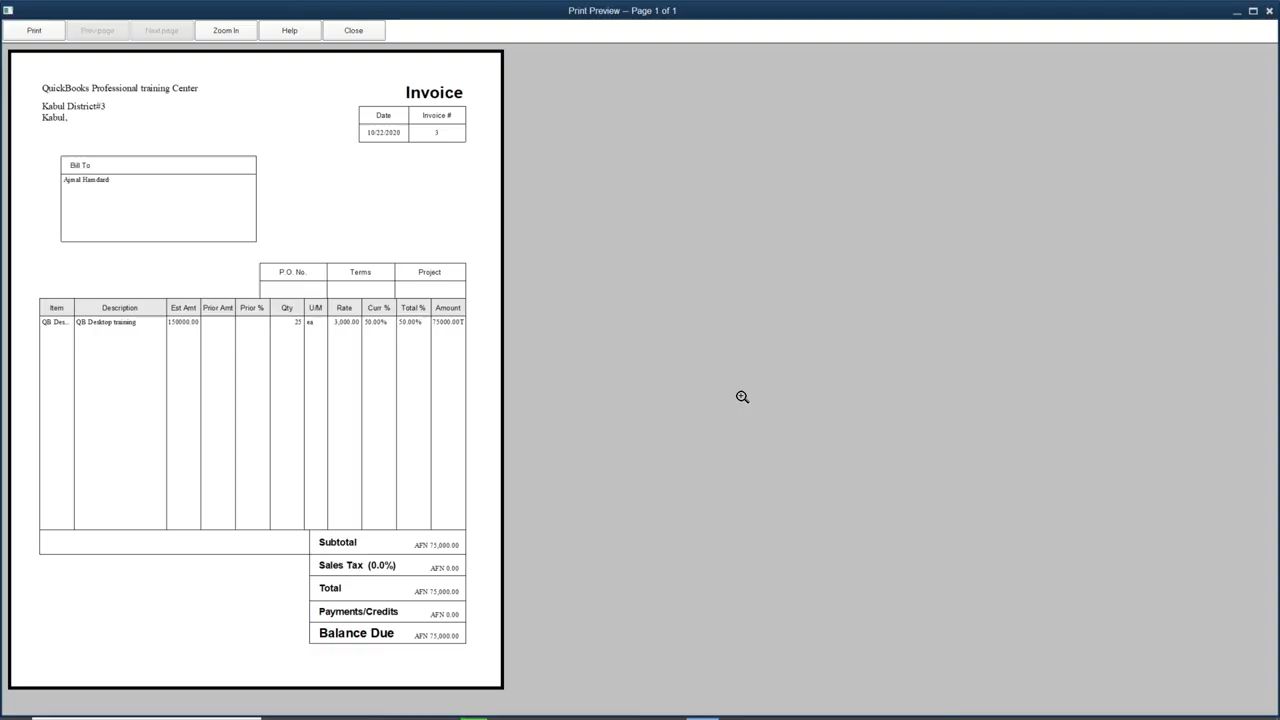 Print Preview -- Page 1 of 1
Print Prev page Next page Zoom In Help Close
QuickBooks Professional training Center
Kabul District#3
Kabul,
Invoice
Date Invoice #
10/22/2020 3
Bill To
Ajmal Hamdard
P.O. No. Terms Project
Item Description Est Amt Prior Amt Prior % Qty U/M Rate Curr % Total % Amount
QB Des... QB Desktop training 150000.00 25 ea 3,000.00 50.00% 50.00% 75000.00T
Subtotal AFN 75,000.00
Sales Tax (0.0%) AFN 0.00
Total AFN 75,000.00
Payments/Credits AFN 0.00
Balance Due AFN 75,000.00